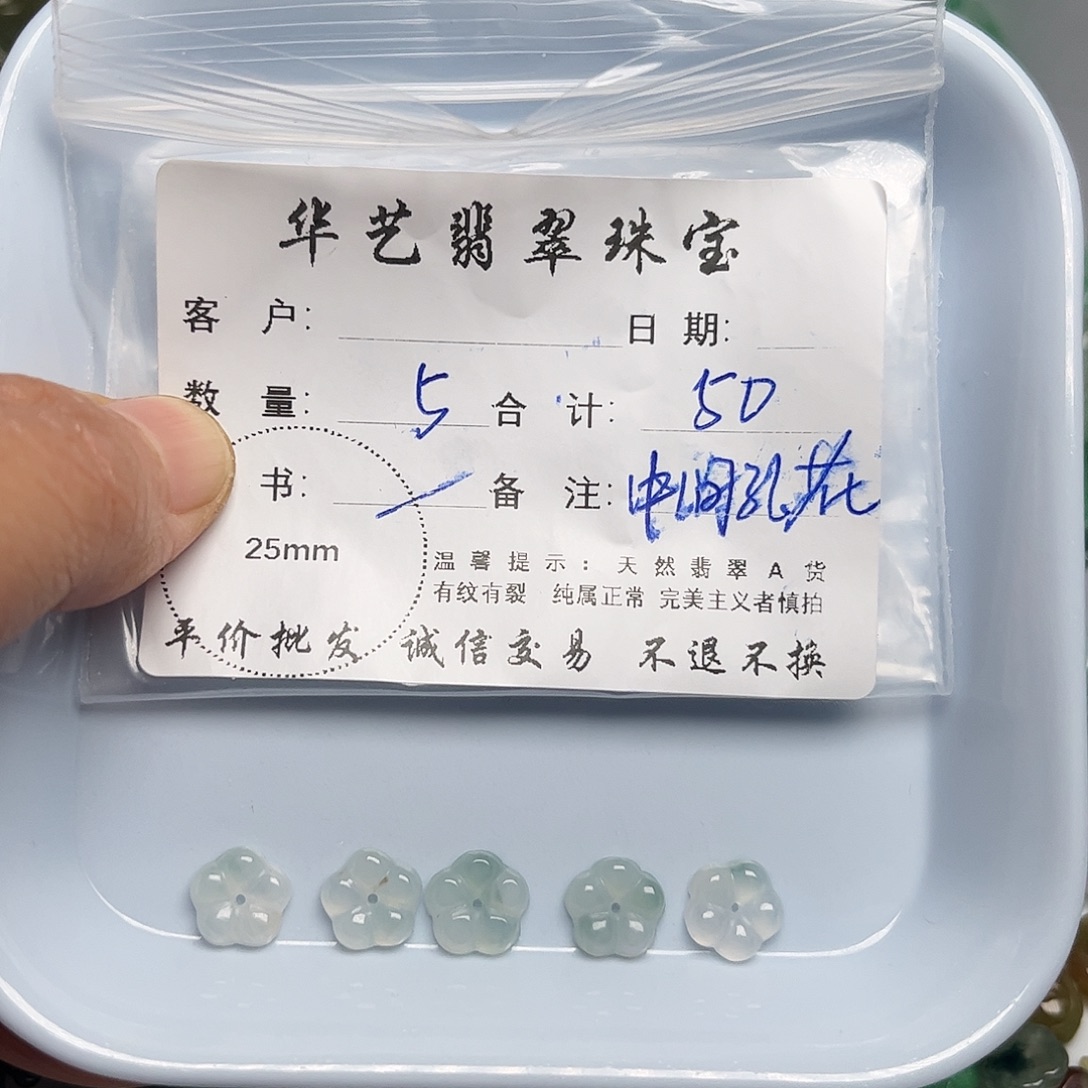 华艺翡翠珠宝
客 户： 日 期：
数 量： 5 合 计： 50
书： / 备 注： 中间孔花
25mm
温馨提示：天然翡翠A货
有纹有裂 纯属正常 完美主义者慎拍
平价批发 诚信交易 不退不换